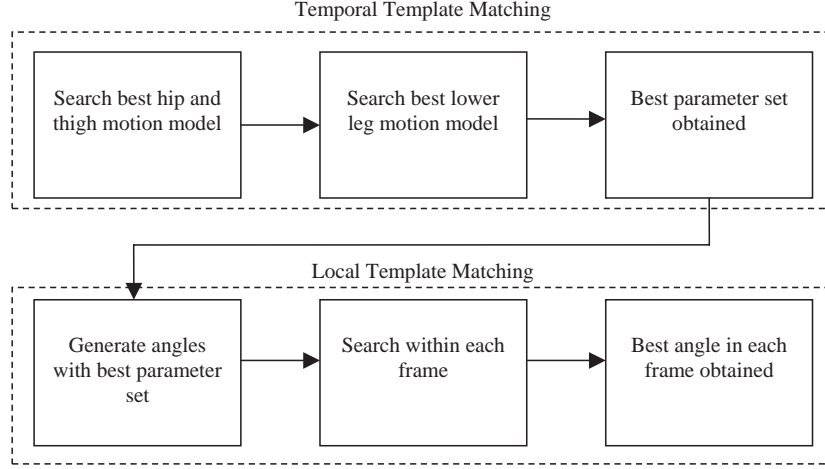 Temporal Template Matching
Search best hip and
thigh motion model
Search best lower
leg motion model
Best parameter set
obtained
Local Template Matching
Generate angles
with best parameter
set
Search within each
frame
Best angle in each
frame obtained